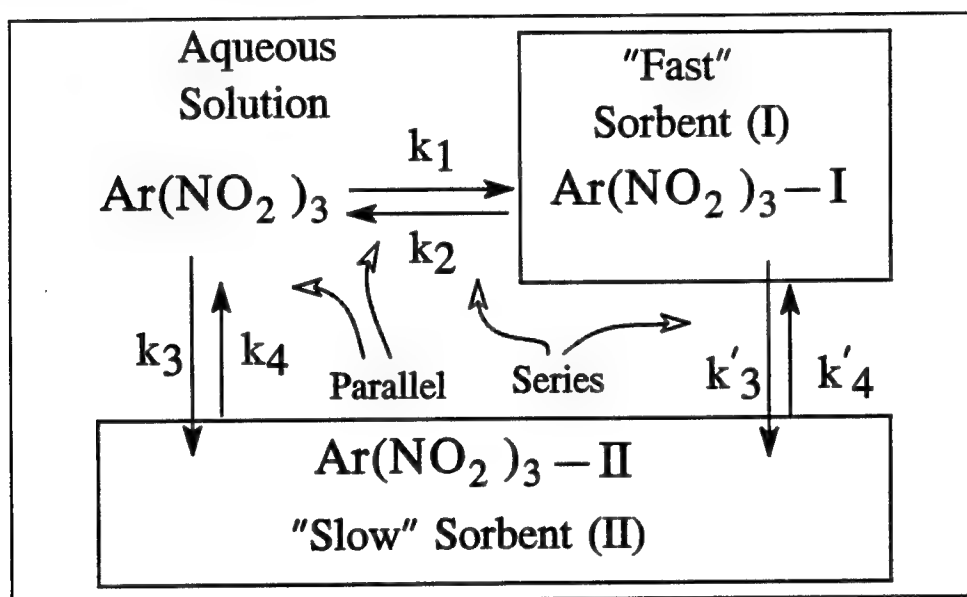 Aqueous
Solution
"Fast"
Sorbent (I)
k1
Ar(NO2 )3
Ar(NO2 )3 – I
k2
k3
k4
Parallel
Series
k'3
k'4
Ar(NO2 )3 – II
"Slow" Sorbent (II)